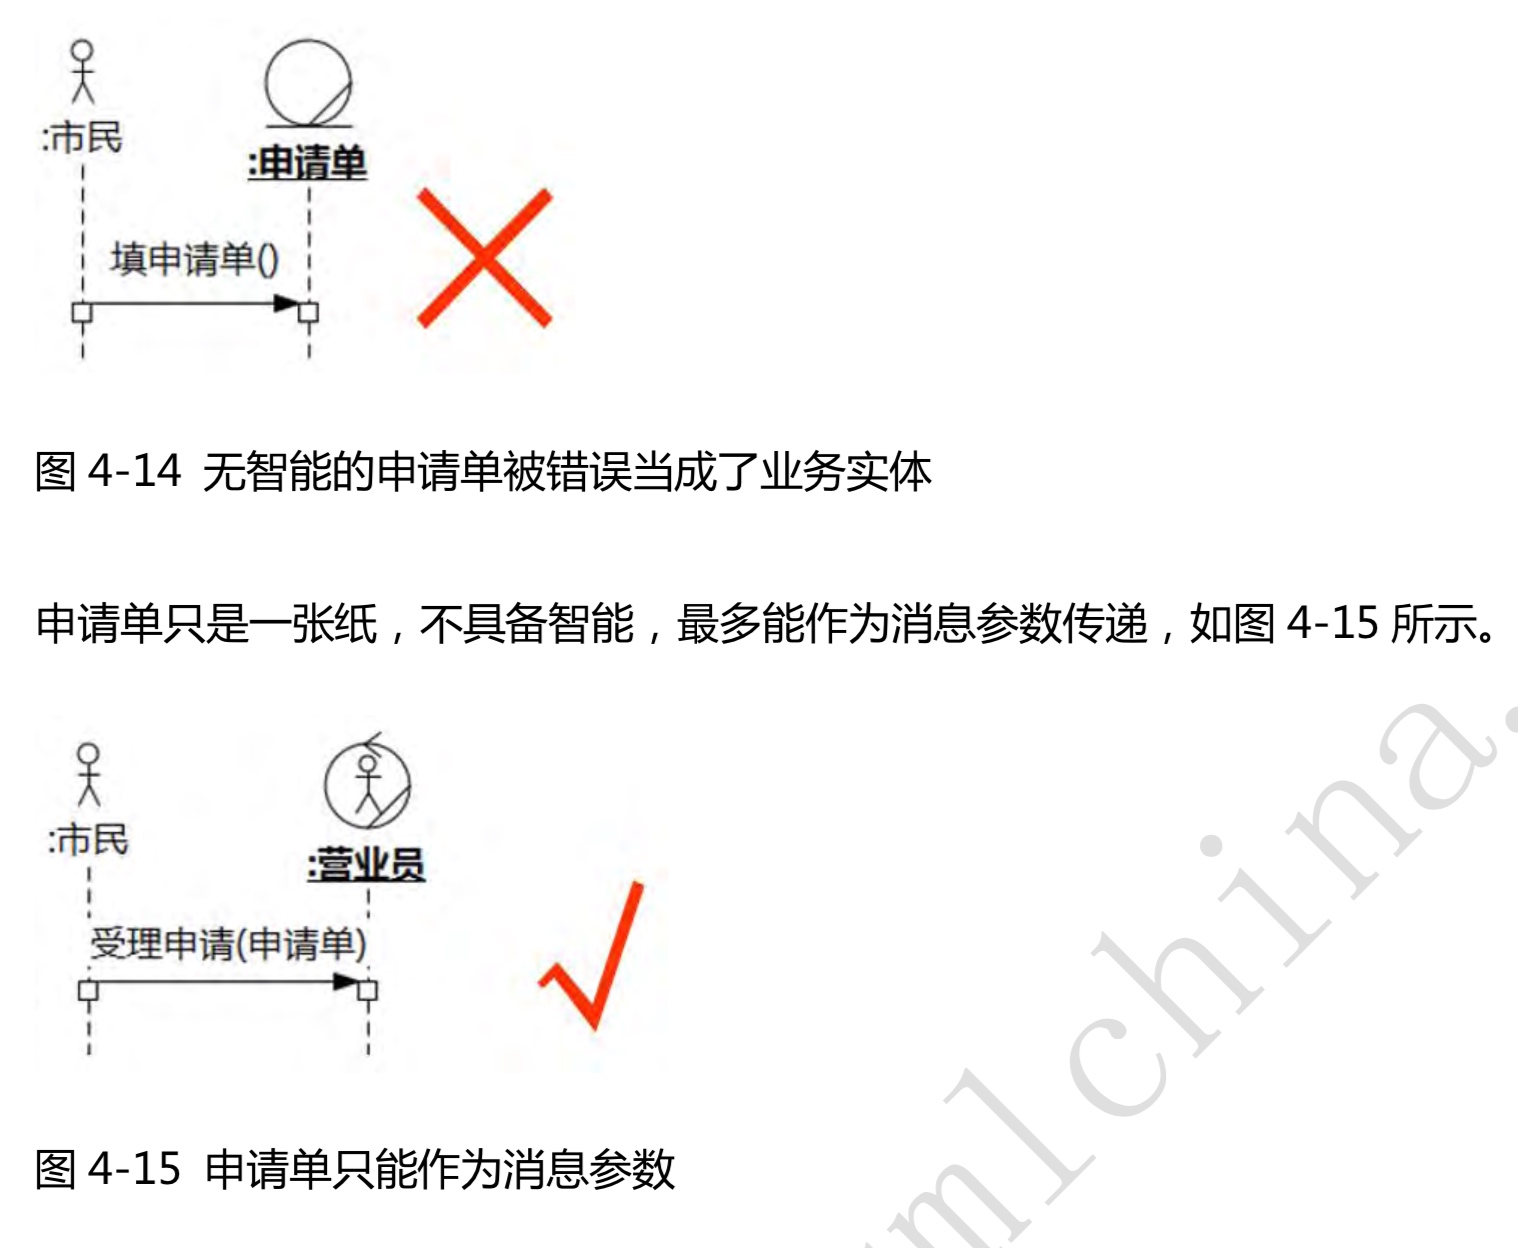 :市民
:申请单
填申请单()
图 4-14 无智能的申请单被错误当成了业务实体
申请单只是一张纸，不具备智能，最多能作为消息参数传递，如图 4-15 所示。
:市民
:营业员
受理申请(申请单)
图 4-15 申请单只能作为消息参数
mlchina.